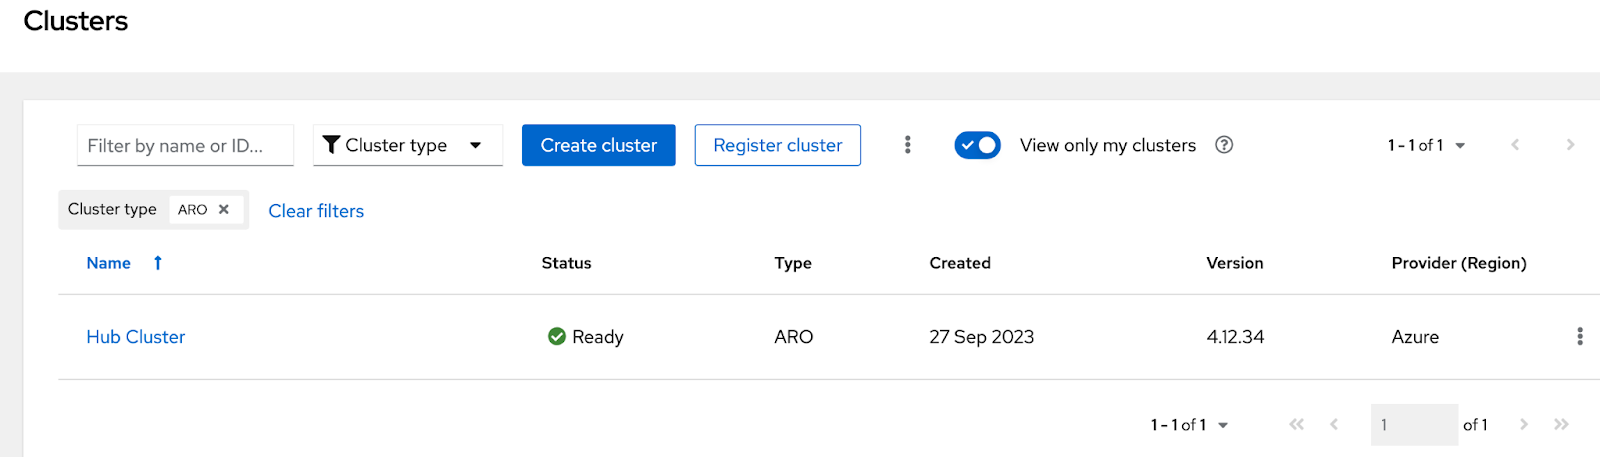 Clusters
Filter by name or ID... Cluster type Create cluster Register cluster View only my clusters 1 - 1 of 1
Cluster type ARO Clear filters
Name Status Type Created Version Provider (Region)
Hub Cluster Ready ARO 27 Sep 2023 4.12.34 Azure
1 - 1 of 1 1 of 1